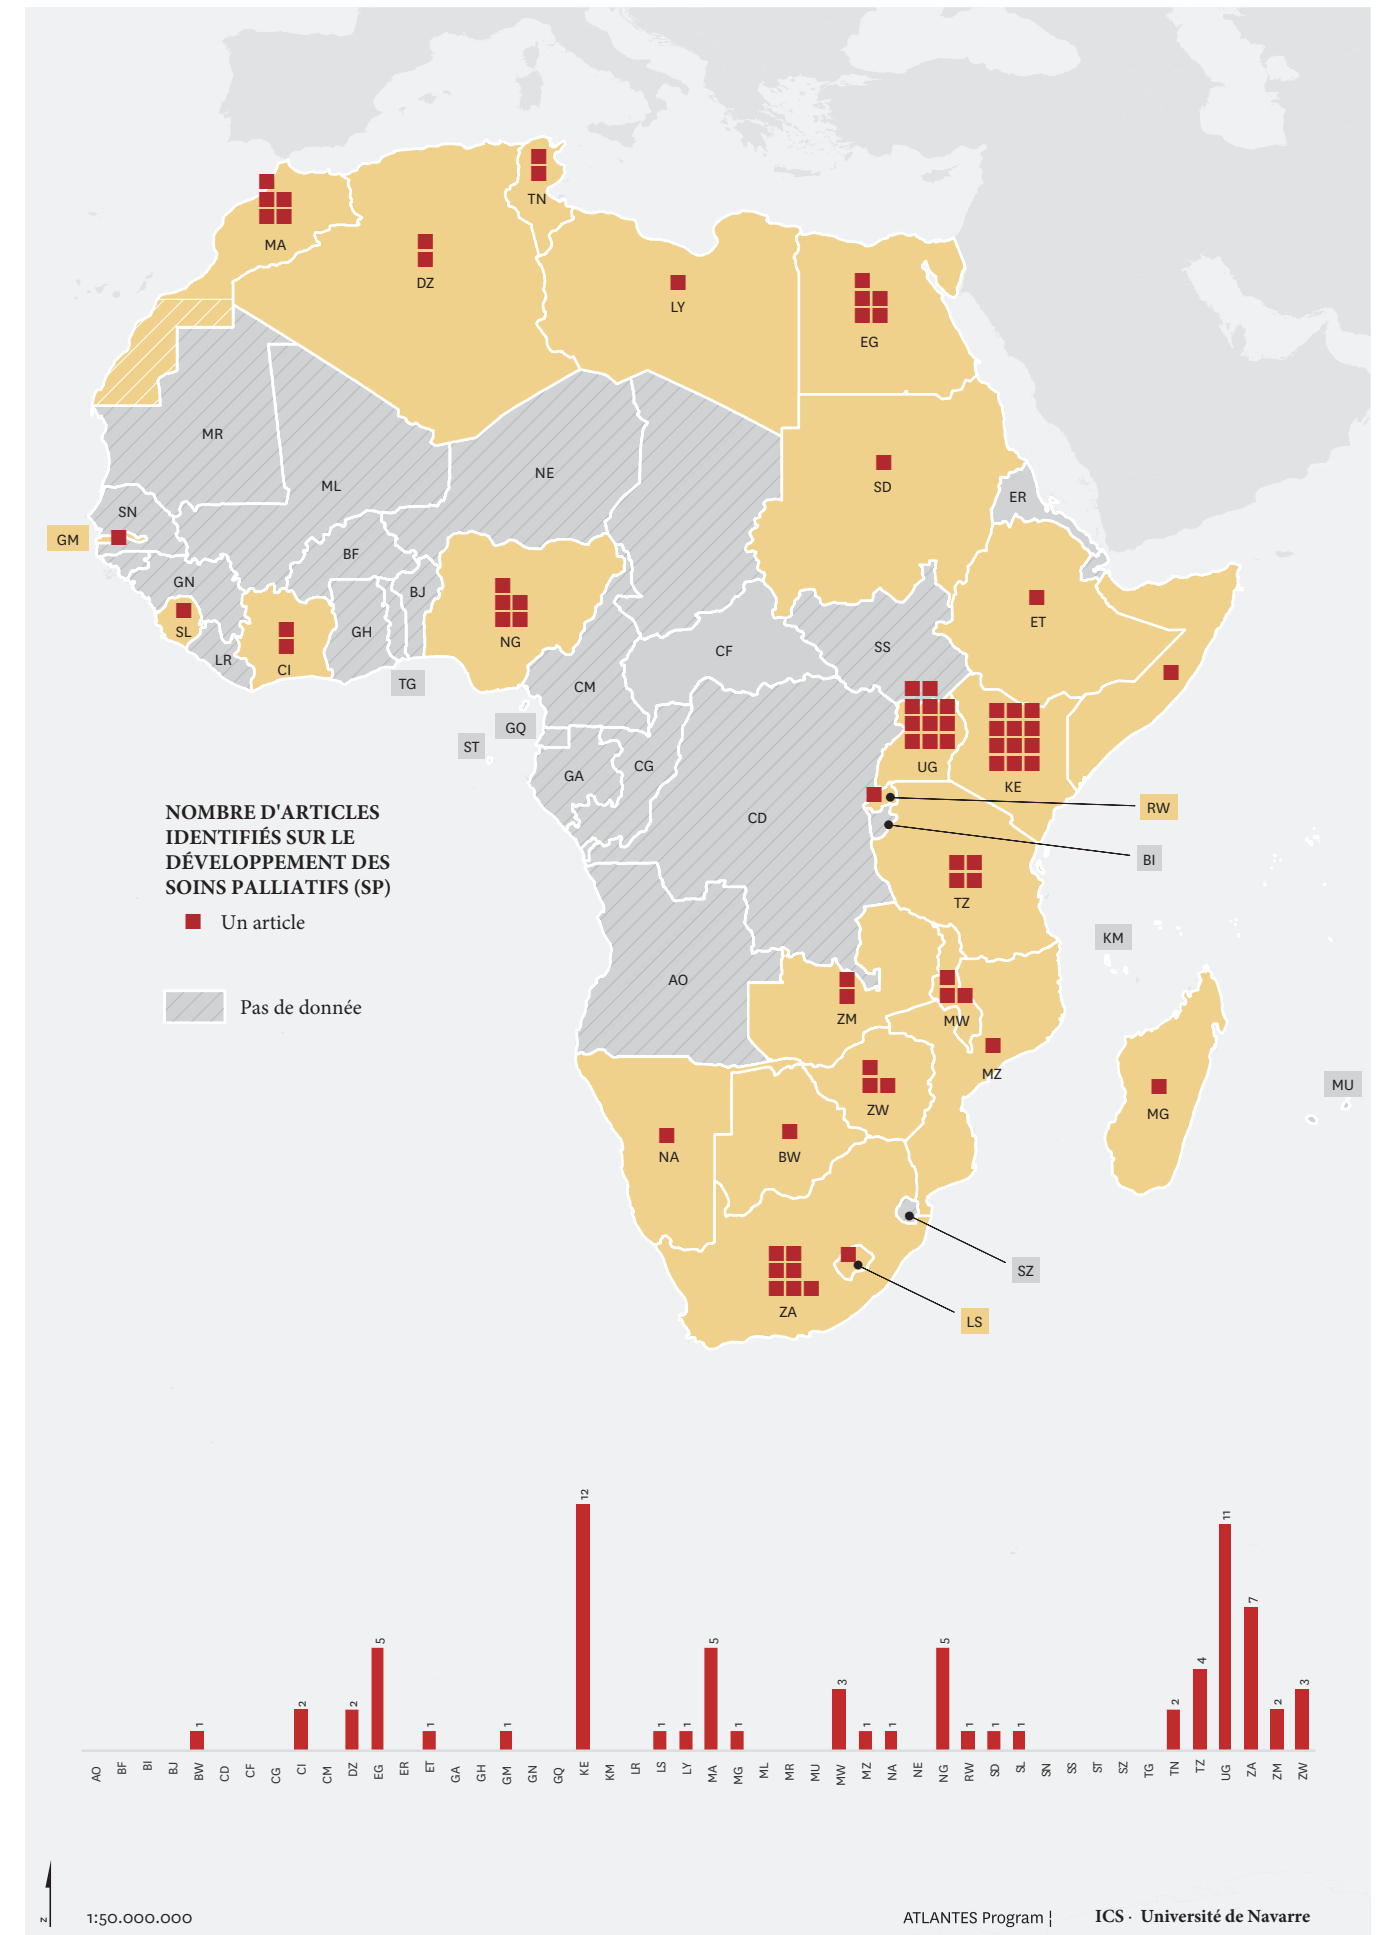 TN
MA
DZ
LY
EG
MR
NE
ML
SD
ER
SN
GM
BF
GN
BJ
ET
SL
GH
NG
LR
CI
SS
CF
TG
CM
GQ
ST
CG
UG
GA
KE
RW
NOMBRE D'ARTICLES
IDENTIFIÉS SUR LE
DÉVELOPPEMENT DES
SOINS PALLIATIFS (SP)
Un article
Pas de donnée
CD
BI
TZ
KM
AO
ZM
MW
MZ
MU
ZW
MG
NA
BW
SZ
ZA
LS
1 2 2 5 1 1 12 1 1 5 1 3 1 1 5 1 1 1 2 4 11 7 2 3
AO BF BI BJ BW CD CF CG CI CM DZ EG ER ET GA GH GM GN GQ KE KM LR LS LY MA MG ML MR MU MW MZ NA NE NG RW SD SL SN SS ST SZ TG TN TZ UG ZA ZM ZW
N
1:50.000.000
ATLANTES Program ¦ ICS · Université de Navarre